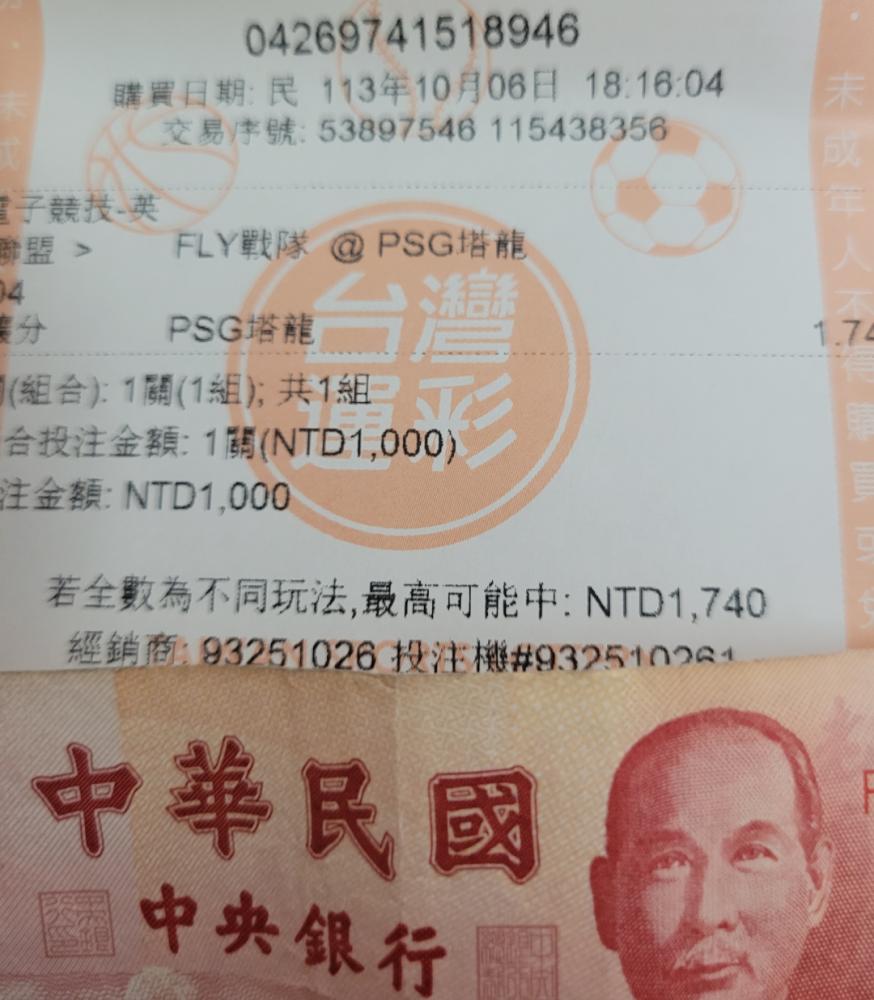 04269741518946
購買日期: 民 113年10月06日 18:16:04
交易序號: 53897546 115438356
電子競技-英
聯盟 > FLY戰隊 @ PSG塔龍
04
讓分 PSG塔龍 1.74
(組合): 1關(1組); 共1組
合投注金額: 1關(NTD1,000)
注金額: NTD1,000
若全數為不同玩法,最高可能中: NTD1,740
經銷商: 93251026 投注機#932510261
台灣
運彩
未成年人不得購買或兌
未成
中華民國
中央銀行